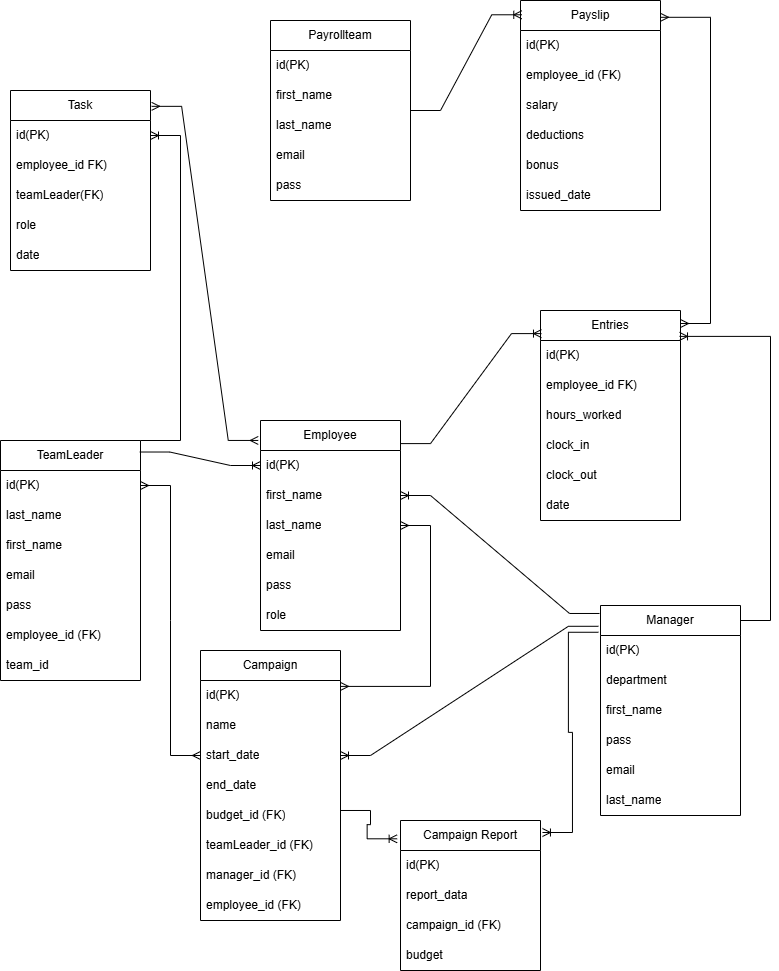 Payrollteam
id(PK)
first_name
last_name
email
pass
Payslip
id(PK)
employee_id (FK)
salary
deductions
bonus
issued_date
Task
id(PK)
employee_id FK)
teamLeader(FK)
role
date
Entries
id(PK)
employee_id FK)
hours_worked
clock_in
clock_out
date
Employee
id(PK)
first_name
last_name
email
pass
role
TeamLeader
id(PK)
last_name
first_name
email
pass
employee_id (FK)
team_id
Manager
id(PK)
department
first_name
pass
email
last_name
Campaign
id(PK)
name
start_date
end_date
budget_id (FK)
teamLeader_id (FK)
manager_id (FK)
employee_id (FK)
Campaign Report
id(PK)
report_data
campaign_id (FK)
budget